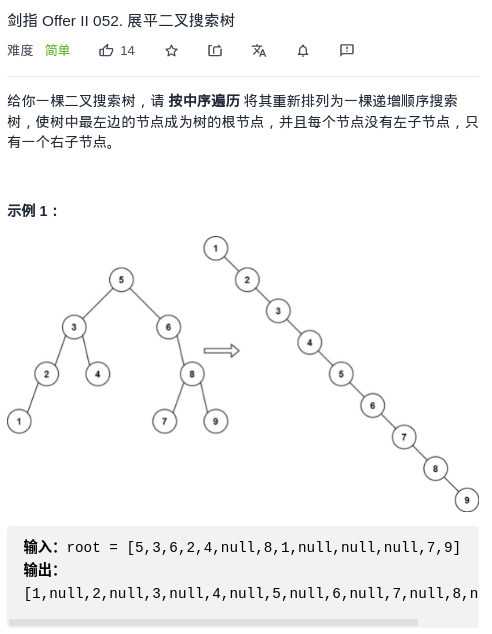 剑指 Offer II 052. 展平二叉搜索树
难度 简单 14
给你一棵二叉搜索树，请 按中序遍历 将其重新排列为一棵递增顺序搜索
树，使树中最左边的节点成为树的根节点，并且每个节点没有左子节点，只
有一个右子节点。
示例 1：
1
5 2
3 6 3
4
2 4 8 5
6
1 7 9 7
8
9
输入：root = [5,3,6,2,4,null,8,1,null,null,null,7,9]
输出：
[1,null,2,null,3,null,4,null,5,null,6,null,7,null,8,n